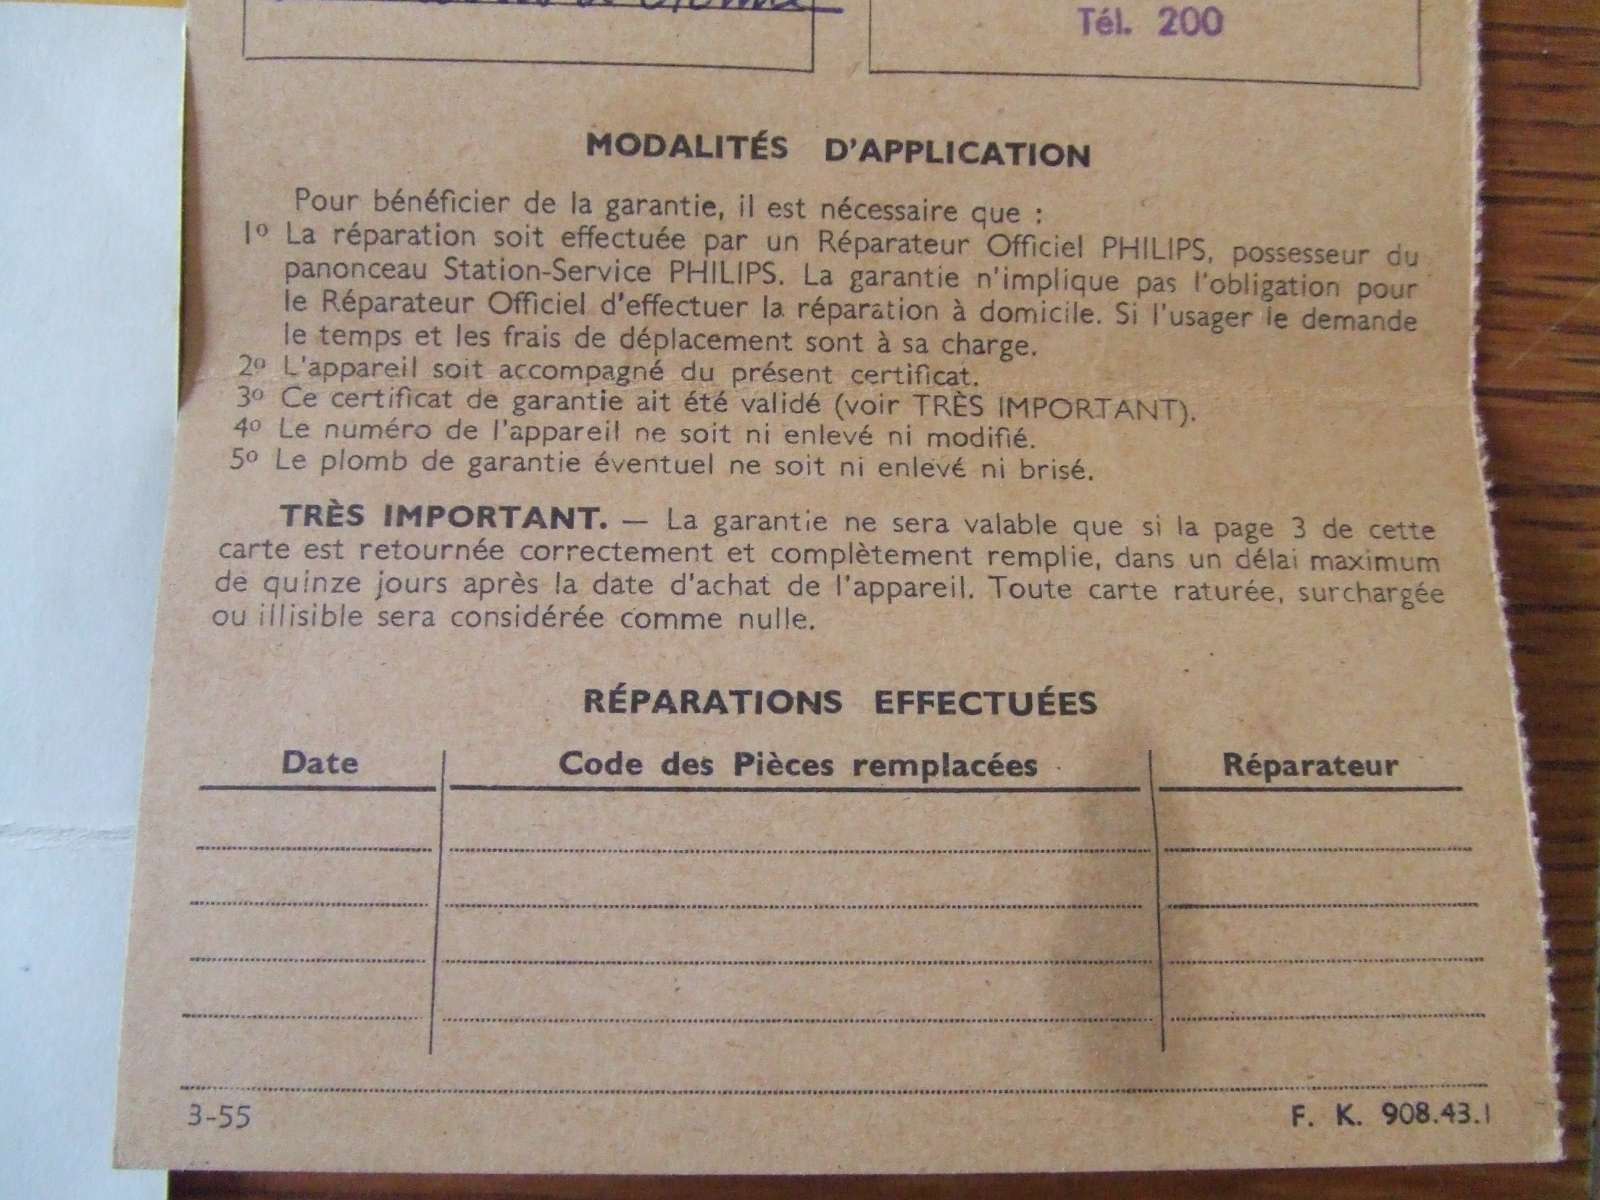 Tél. 200
MODALITÉS D'APPLICATION
Pour bénéficier de la garantie, il est nécessaire que :
1º La réparation soit effectuée par un Réparateur Officiel PHILIPS, possesseur du
panonceau Station-Service PHILIPS. La garantie n'implique pas l'obligation pour
le Réparateur Officiel d'effectuer la réparation à domicile. Si l'usager le demande
le temps et les frais de déplacement sont à sa charge.
2º L'appareil soit accompagné du présent certificat.
3º Ce certificat de garantie ait été validé (voir TRÈS IMPORTANT).
4º Le numéro de l'appareil ne soit ni enlevé ni modifié.
5º Le plomb de garantie éventuel ne soit ni enlevé ni brisé.
TRÈS IMPORTANT. — La garantie ne sera valable que si la page 3 de cette
carte est retournée correctement et complètement remplie, dans un délai maximum
de quinze jours après la date d'achat de l'appareil. Toute carte raturée, surchargée
ou illisible sera considérée comme nulle.
RÉPARATIONS EFFECTUÉES
Date Code des Pièces remplacées Réparateur
3-55 F. K. 908.43.1